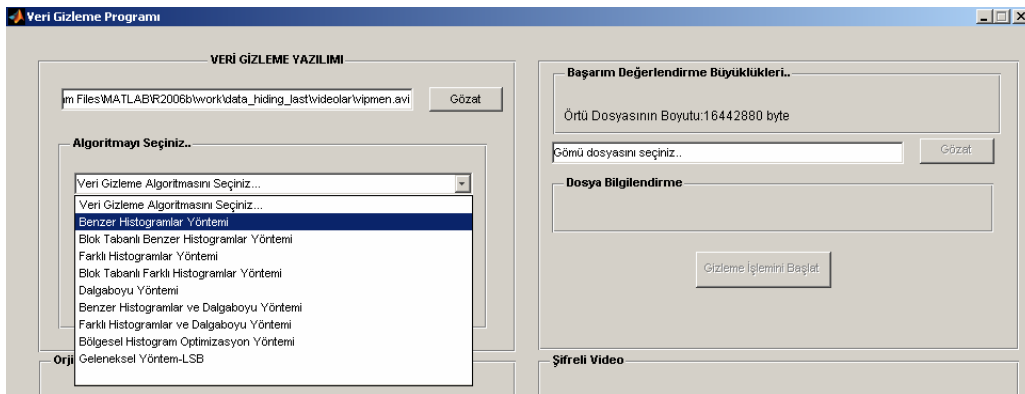 Veri Gizleme Programı
VERİ GİZLEME YAZILIMI
m Files\MATLAB\R2006b\work\data_hiding_last\videolar\vipmen.avi
Gözat
Algoritmayı Seçiniz..
Veri Gizleme Algoritmasını Seçiniz...
Veri Gizleme Algoritmasını Seçiniz...
Benzer Histogramlar Yöntemi
Blok Tabanlı Benzer Histogramlar Yöntemi
Farklı Histogramlar Yöntemi
Blok Tabanlı Farklı Histogramlar Yöntemi
Dalgaboyu Yöntemi
Benzer Histogramlar ve Dalgaboyu Yöntemi
Farklı Histogramlar ve Dalgaboyu Yöntemi
Bölgesel Histogram Optimizasyon Yöntemi
Geleneksel Yöntem-LSB
Orji
Başarım Değerlendirme Büyüklükleri..
Örtü Dosyasının Boyutu:16442880 byte
Gömü dosyasını seçiniz..
Gözat
Dosya Bilgilendirme
Gizleme İşlemini Başlat
Şifreli Video